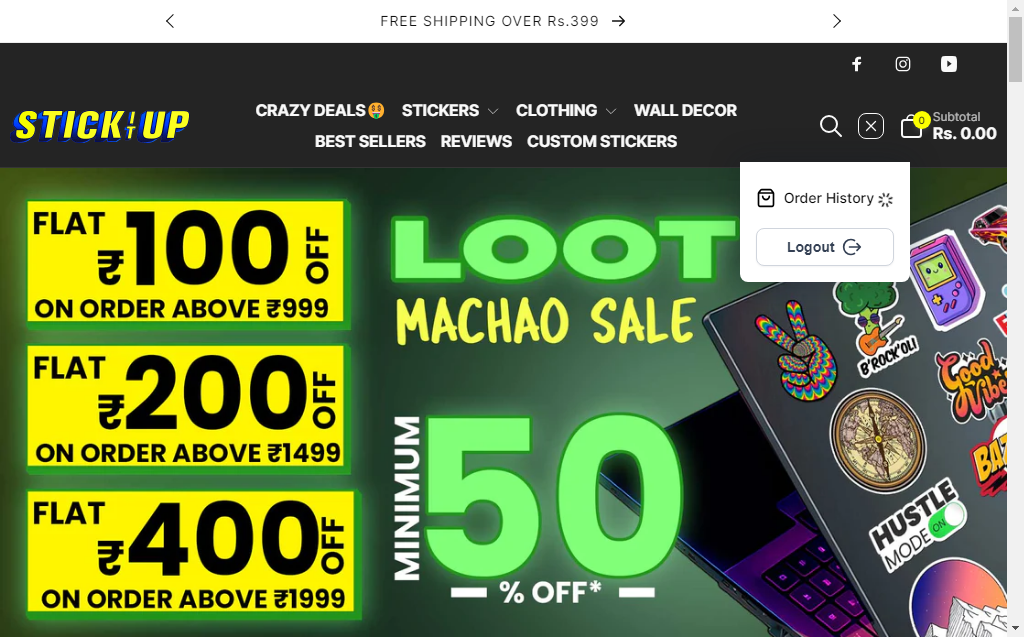 FREE SHIPPING OVER Rs.399
STICK IT UP
CRAZY DEALS🤑 STICKERS CLOTHING WALL DECOR
BEST SELLERS REVIEWS CUSTOM STICKERS
0
Subtotal
Rs. 0.00
Order History
Logout
FLAT
₹100 OFF
ON ORDER ABOVE ₹999
FLAT
₹200 OFF
ON ORDER ABOVE ₹1499
FLAT
₹400 OFF
ON ORDER ABOVE ₹1999
LOOT
MACHAO SALE
MINIMUM
50
% OFF*
B'ROCK'OLI
Good
HUSTLE
MODE ON